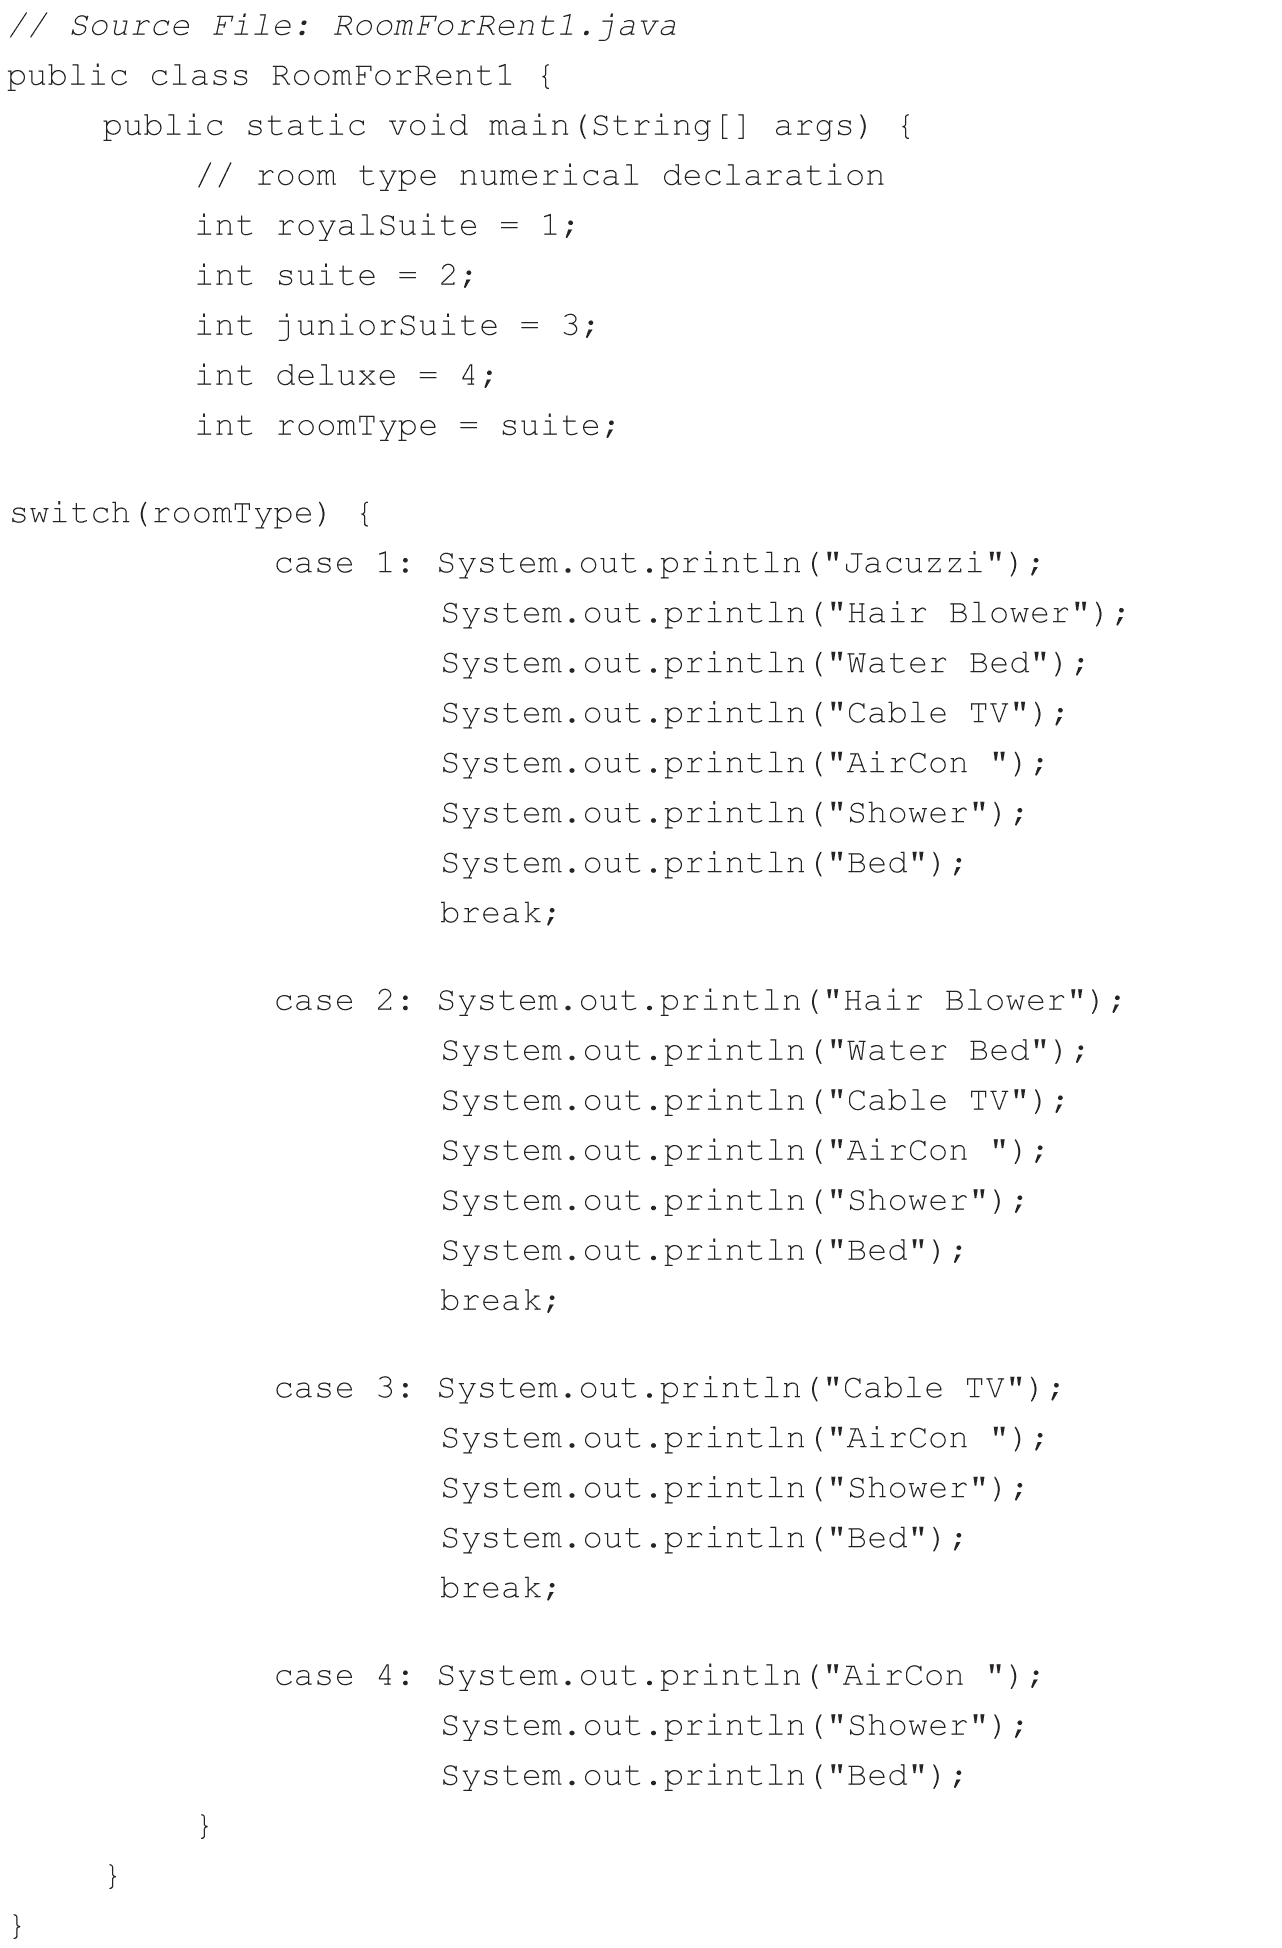 // Source File: RoomForRent1.java
public class RoomForRent1 {
public static void main(String[] args) {
// room type numerical declaration
int royalSuite = 1;
int suite = 2;
int juniorSuite = 3;
int deluxe = 4;
int roomType = suite;
switch(roomType) {
case 1: System.out.println("Jacuzzi");
System.out.println("Hair Blower");
System.out.println("Water Bed");
System.out.println("Cable TV");
System.out.println("AirCon ");
System.out.println("Shower");
System.out.println("Bed");
break;
case 2: System.out.println("Hair Blower");
System.out.println("Water Bed");
System.out.println("Cable TV");
System.out.println("AirCon ");
System.out.println("Shower");
System.out.println("Bed");
break;
case 3: System.out.println("Cable TV");
System.out.println("AirCon ");
System.out.println("Shower");
System.out.println("Bed");
break;
case 4: System.out.println("AirCon ");
System.out.println("Shower");
System.out.println("Bed");
}
}
}